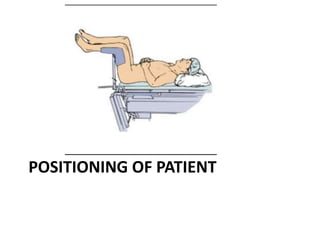 POSITIONING OF PATIENT